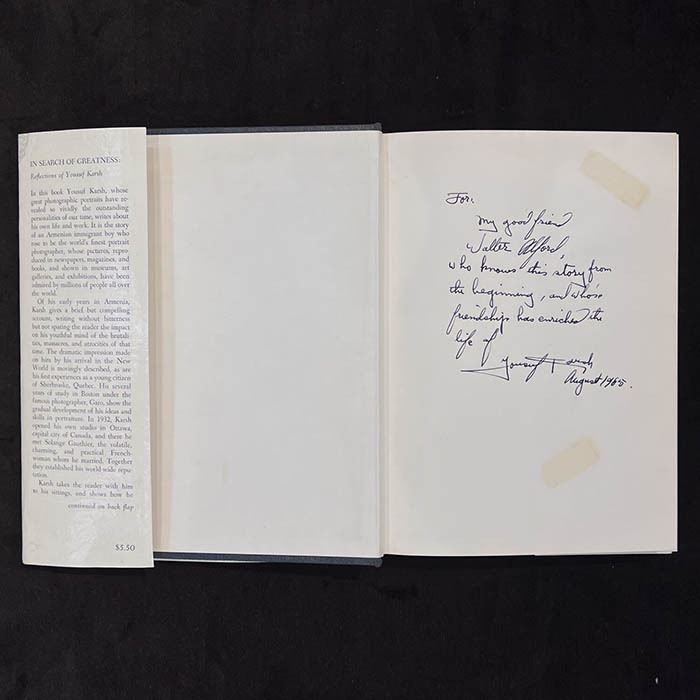 IN SEARCH OF GREATNESS:
Reflections of Yousuf Karsh
In this book Yousuf Karsh, whose
great photographic portraits have re-
vealed so vividly the outstanding
personalities of our time, writes about
his own life and work. It is the story
of an Armenian immigrant boy who
rose to be the world's finest portrait
photographer, whose pictures, repro-
duced in newspapers, magazines, and
books, and shown in museums, art
galleries, and exhibitions, have been
admired by millions of people all over
the world.
Of his early years in Armenia,
Karsh gives a brief but compelling
account, writing without bitterness
but not sparing the reader the impact
on his youthful mind of the brutali-
ties, massacres, and atrocities of that
time. The dramatic impression made
on him by his arrival in the New
World is movingly described, as are
his first experiences as a young citizen
of Sherbrooke, Quebec. His several
years of study in Boston under the
famous photographer, Garo, show the
gradual development of his ideas and
skills in portraiture. In 1932, Karsh
opened his own studio in Ottawa,
capital city of Canada, and there he
met Solange Gauthier, the volatile,
charming, and practical French-
woman whom he married. Together
they established his world wide repu-
tation.
Karsh takes the reader with him
to his sittings, and shows how he
continued on back flap
$5.50
For:
my good friend
Walter Alford,
who knows this story from
the beginning, and whose
friendship has enriched the
life of
Yousuf Karsh
August 1965.